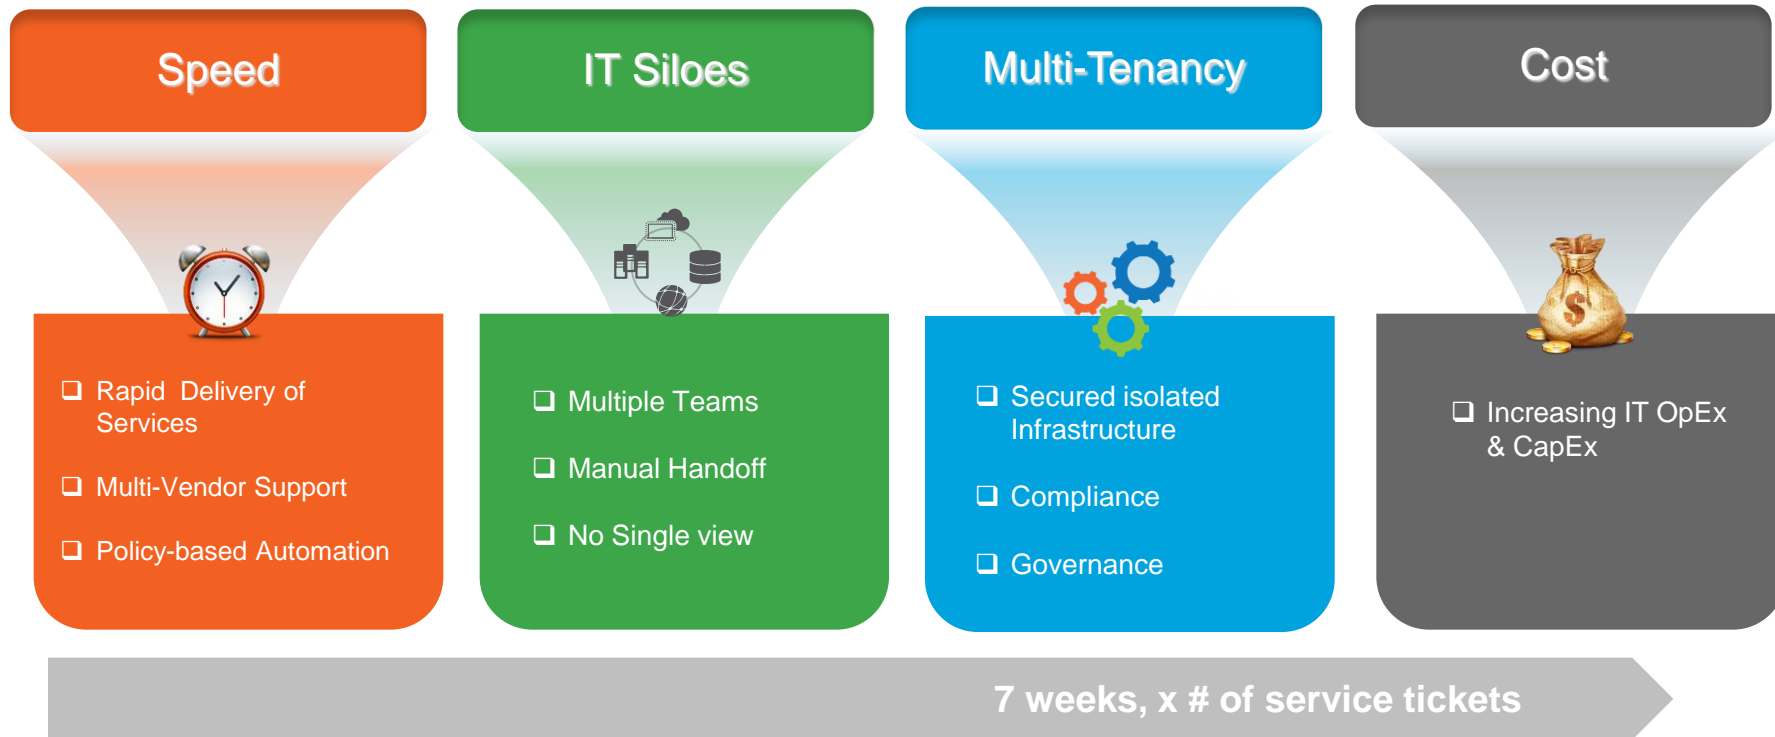 Speed
IT Siloes
Multi-Tenancy
Cost
❑ Rapid Delivery of
Services
❑ Multi-Vendor Support
❑ Policy-based Automation
❑ Multiple Teams
❑ Manual Handoff
❑ No Single view
❑ Secured isolated
Infrastructure
❑ Compliance
❑ Governance
$
❑ Increasing IT OpEx
& CapEx
7 weeks, x # of service tickets